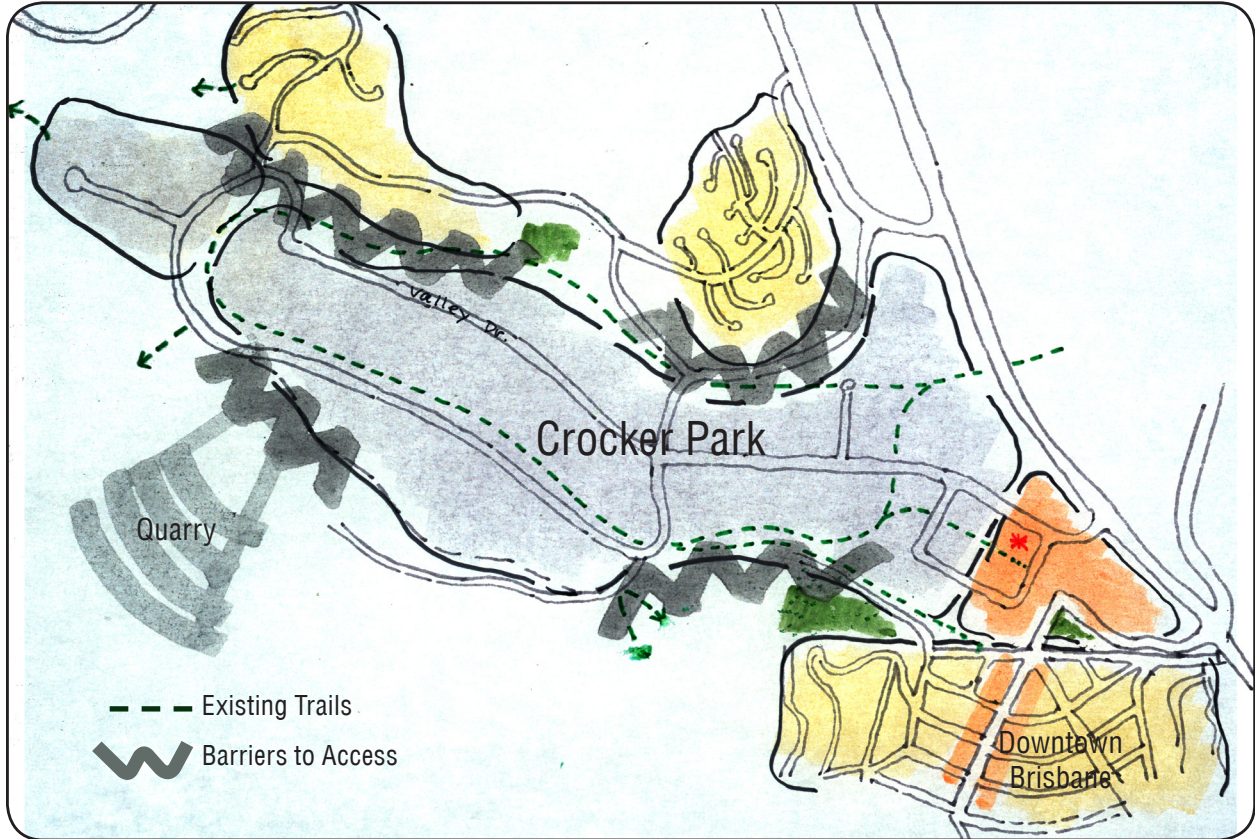 Valley Dr.
Crocker Park
Quarry
Existing Trails
Barriers to Access
Downtown
Brisbane